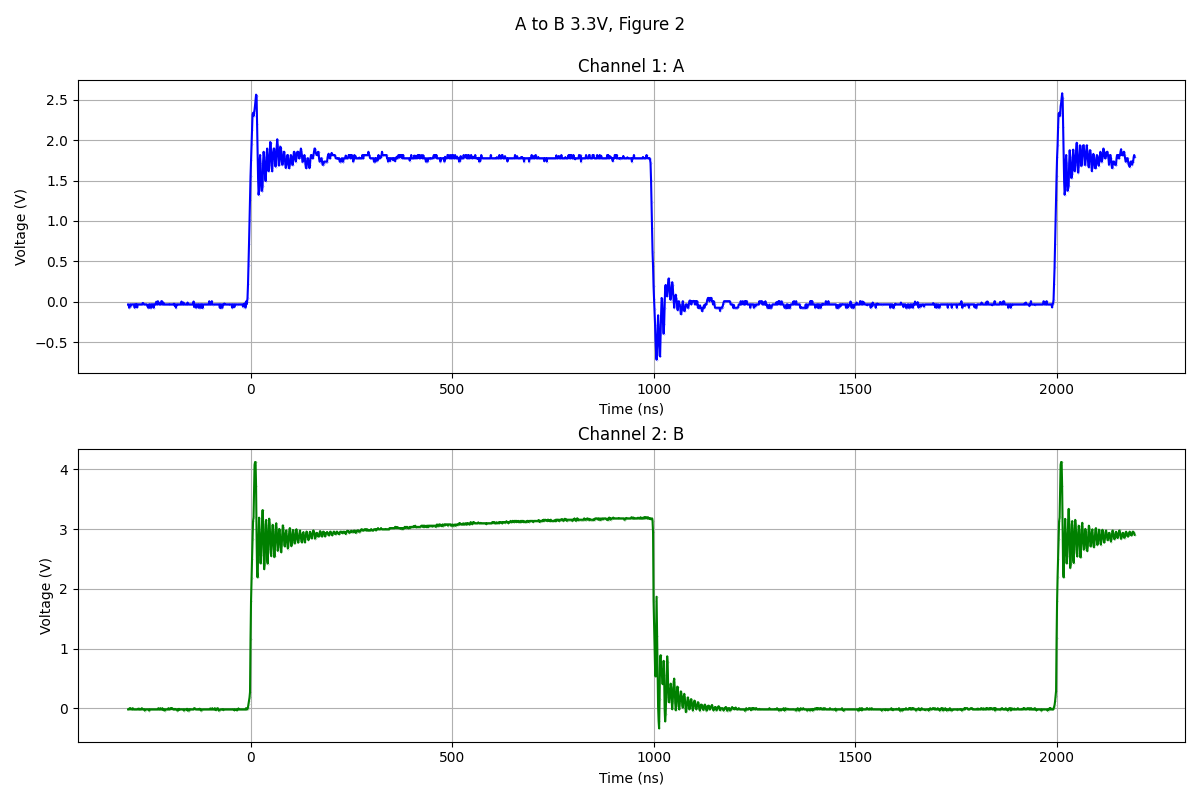 A to B 3.3V, Figure 2
Channel 1: A
Voltage (V)
2.5
2.0
1.5
1.0
0.5
0.0
−0.5
0 500 1000 1500 2000
Time (ns)
Channel 2: B
Voltage (V)
4
3
2
1
0
0 500 1000 1500 2000
Time (ns)